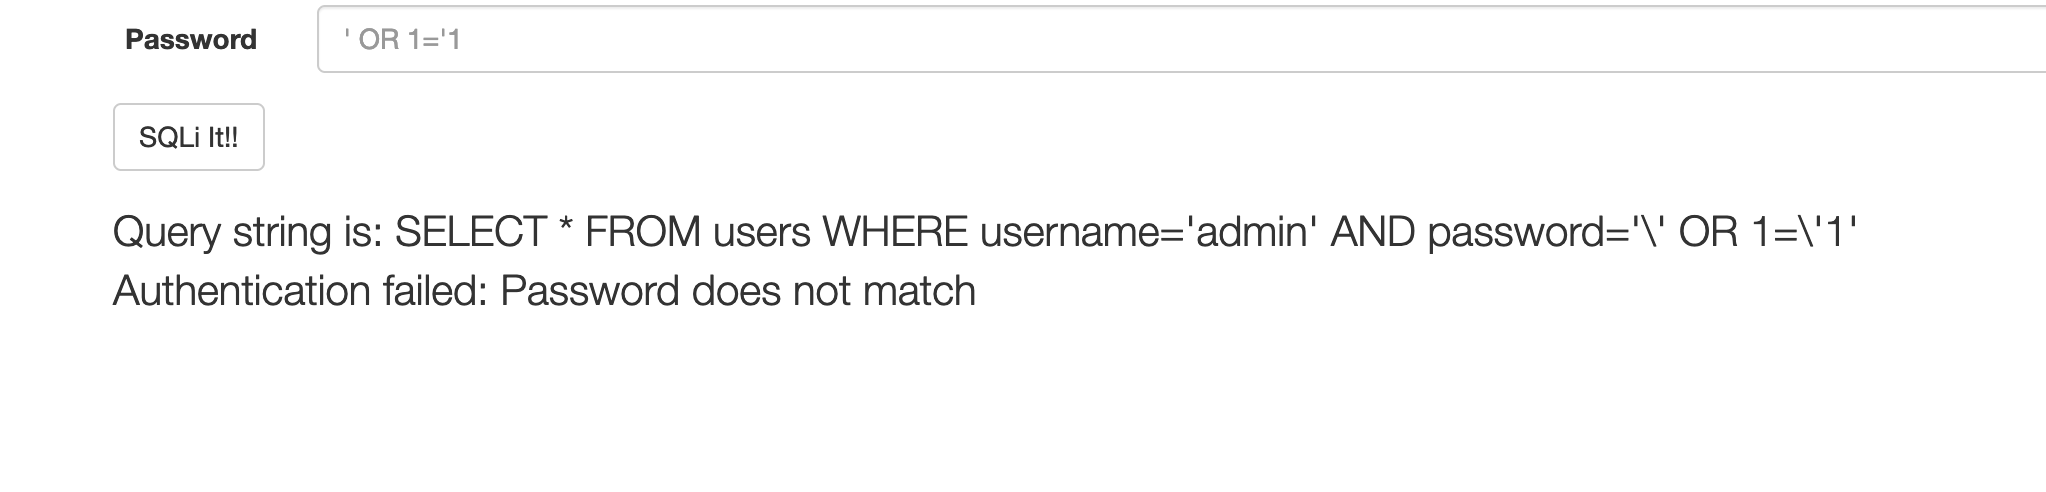 Password
' OR 1='1
SQLi It!!
Query string is: SELECT * FROM users WHERE username='admin' AND password='\' OR 1=\'1'
Authentication failed: Password does not match